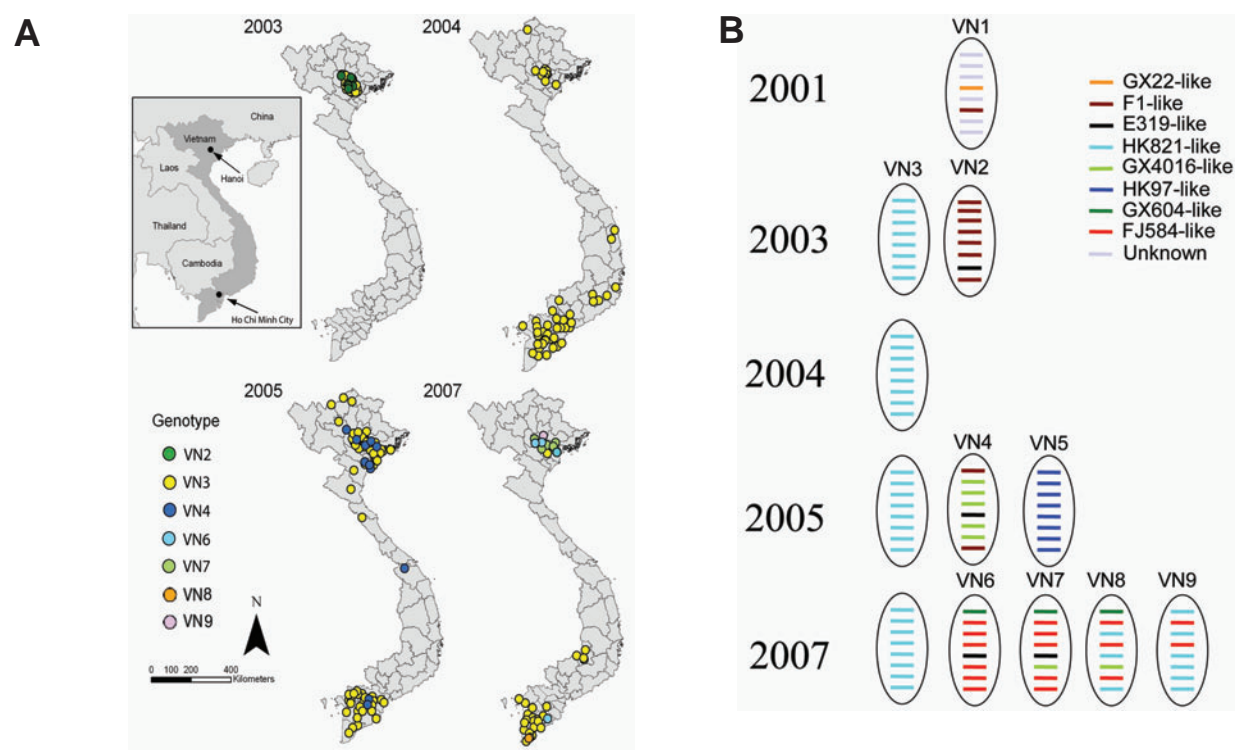 A
2003
2004
China
Vietnam
Hanoi
Laos
Thailand
Cambodia
Ho Chi Minh City
2005
2007
Genotype
VN2
VN3
VN4
VN6
VN7
VN8
VN9
N
0 100 200 400
Kilometers
B
VN1
2001
GX22-like
F1-like
E319-like
HK821-like
GX4016-like
HK97-like
GX604-like
FJ584-like
Unknown
VN3 VN2
2003
2004
VN4 VN5
2005
VN6 VN7 VN8 VN9
2007